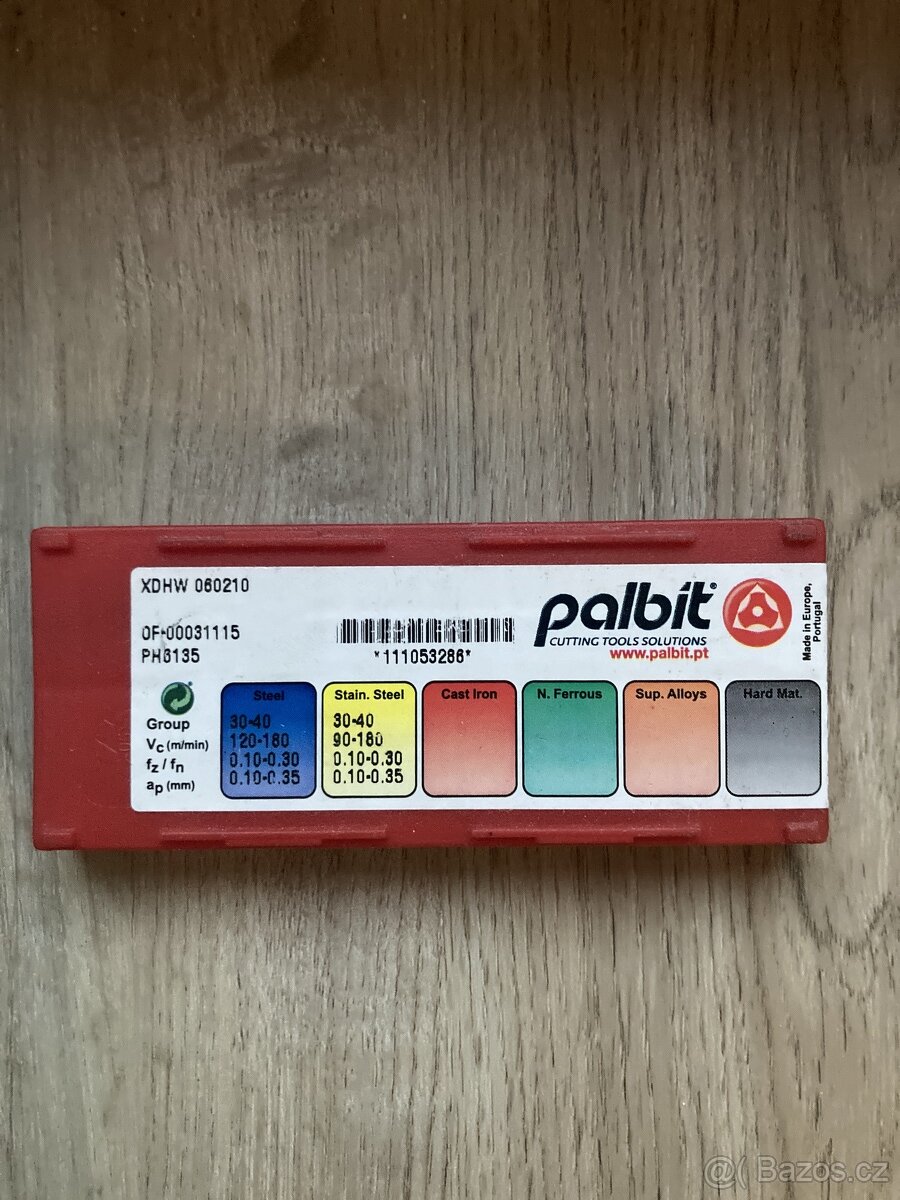 XDHW 060210
OF-00031115
PH6135
*111053286*
palbit®
CUTTING TOOLS SOLUTIONS
www.palbit.pt
Made in Europe,
Portugal
Steel
Stain. Steel
Cast Iron
N. Ferrous
Sup. Alloys
Hard Mat.
Group 30-40 30-40
Vc (m/min) 120-180 90-180
fz / fn 0.10-0.30 0.10-0.30
ap (mm) 0.10-0.35 0.10-0.35
@( Bazos.cz